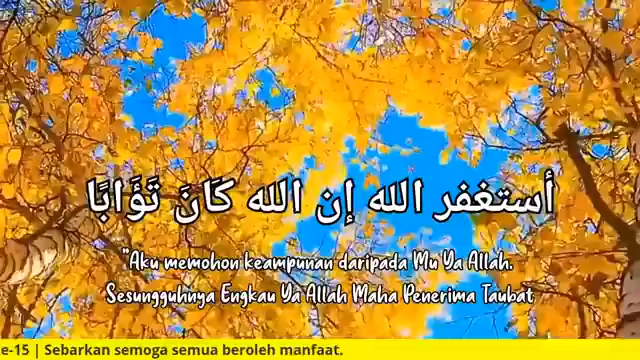 أستغفر الله إن الله كَانَ تَؤَابًا
"Aku memohon keampunan daripada Mu Ya Allah.
Sesungguhnya Engkau Ya Allah Maha Penerima Taubat
e-15 | Sebarkan semoga semua beroleh manfaat.